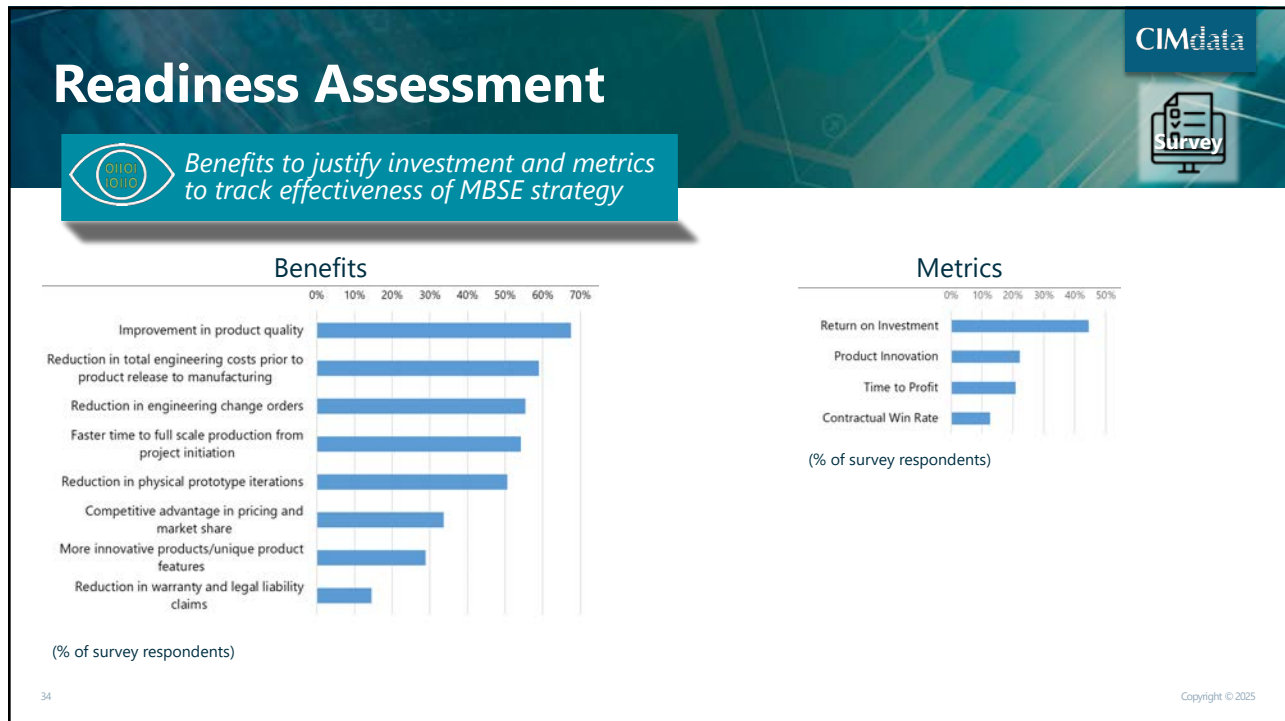 CIMdata
Readiness Assessment
Survey
01101
10110
Benefits to justify investment and metrics
to track effectiveness of MBSE strategy
Benefits
0% 10% 20% 30% 40% 50% 60% 70%
Improvement in product quality
Reduction in total engineering costs prior to
product release to manufacturing
Reduction in engineering change orders
Faster time to full scale production from
project initiation
Reduction in physical prototype iterations
Competitive advantage in pricing and
market share
More innovative products/unique product
features
Reduction in warranty and legal liability
claims
(% of survey respondents)
Metrics
0% 10% 20% 30% 40% 50%
Return on Investment
Product Innovation
Time to Profit
Contractual Win Rate
(% of survey respondents)
34
Copyright © 2025